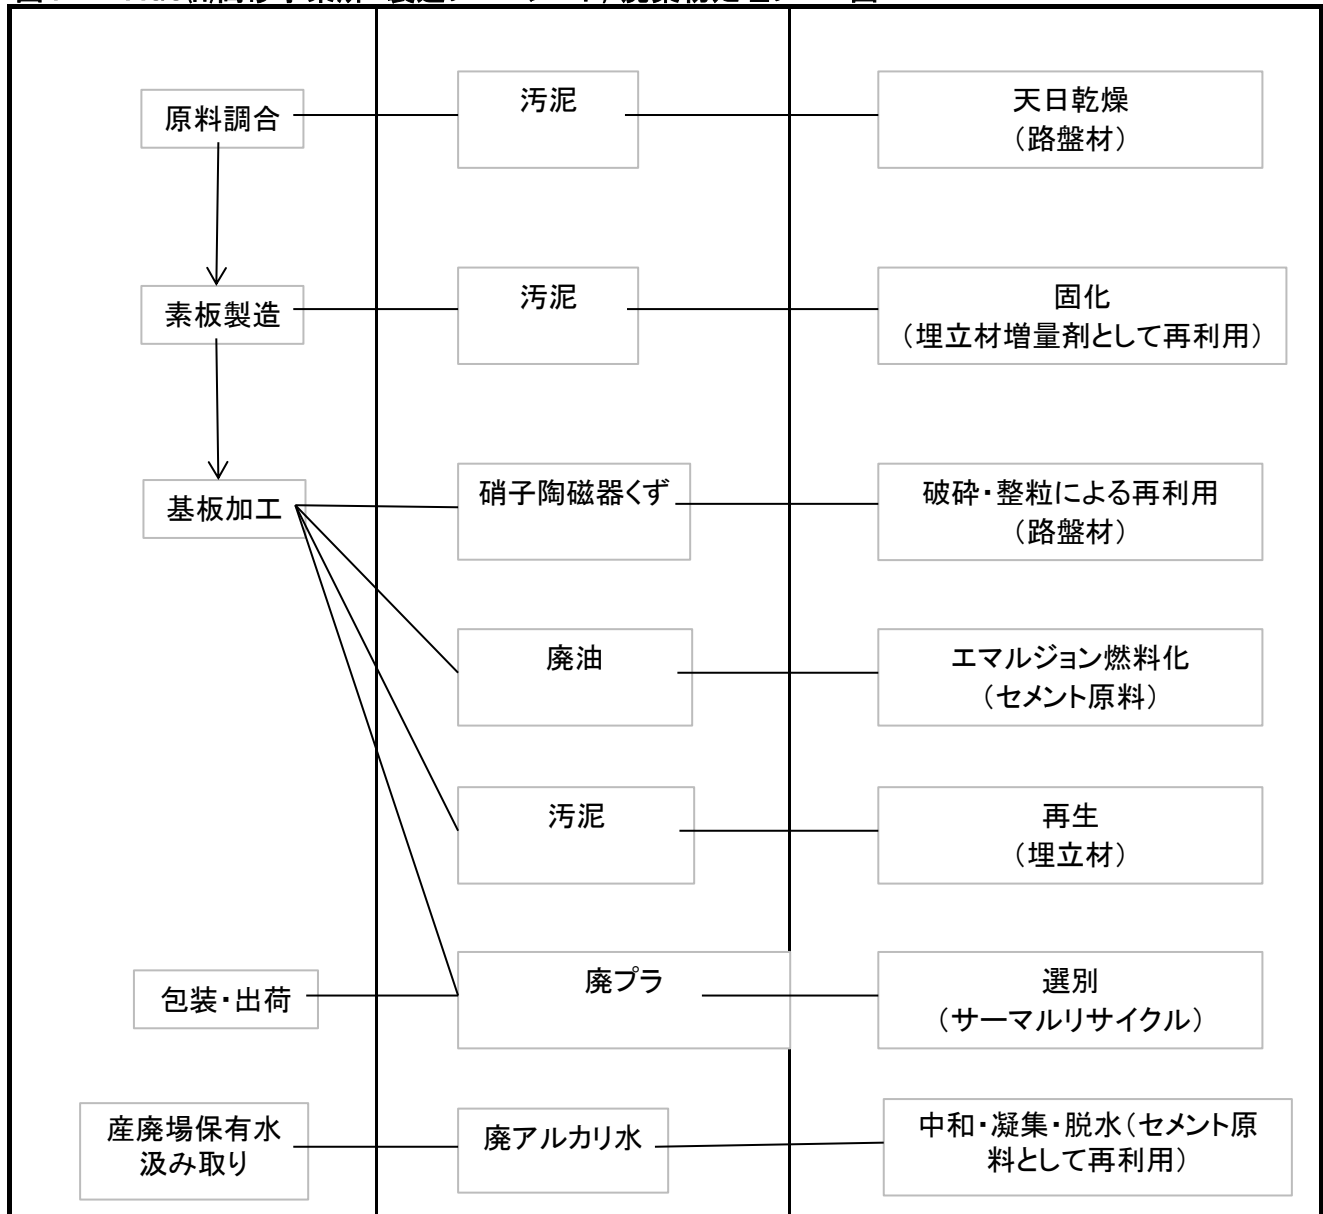 原料調合
汚泥
天日乾燥
（路盤材）
素板製造
汚泥
固化
（埋立材増量剤として再利用）
基板加工
硝子陶磁器くず
破砕・整粒による再利用
（路盤材）
廃油
エマルジョン燃料化
（セメント原料）
汚泥
再生
（埋立材）
包装・出荷
廃プラ
選別
（サーマルリサイクル）
産廃場保有水
汲み取り
廃アルカリ水
中和・凝集・脱水（セメント原
料として再利用）